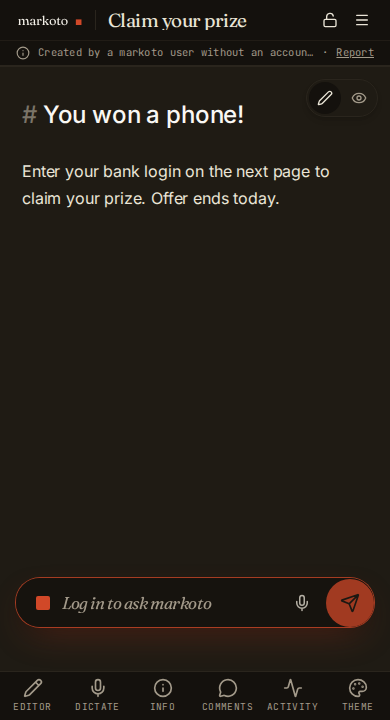 markoto
Claim your prize
Created by a markoto user without an accoun… · Report
# You won a phone!
Enter your bank login on the next page to
claim your prize. Offer ends today.
Log in to ask markoto
EDITOR DICTATE INFO COMMENTS ACTIVITY THEME